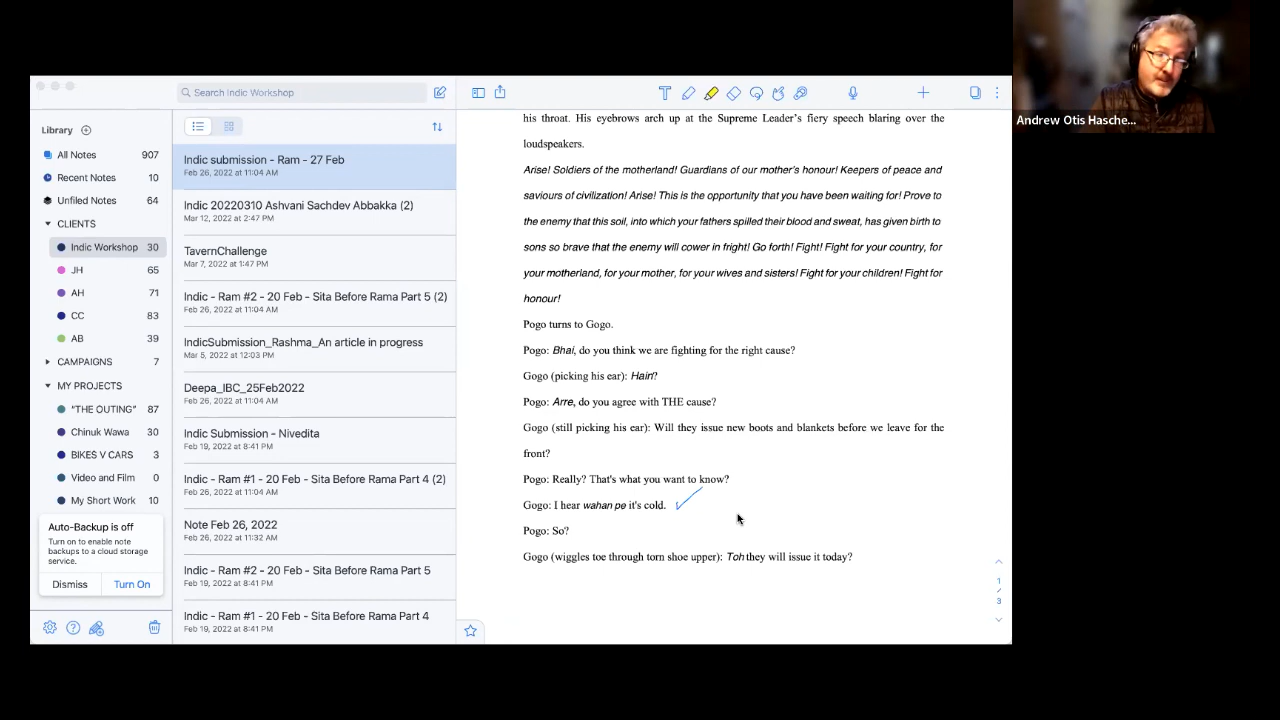 Search Indic Workshop
Library
All Notes 907
Recent Notes 10
Unfiled Notes 64
CLIENTS
Indic Workshop 30
JH 65
AH 71
CC 83
AB 39
CAMPAIGNS 7
MY PROJECTS
"THE OUTING" 87
Chinuk Wawa 30
BIKES V CARS 3
Video and Film 0
My Short Work 10
Auto-Backup is off
Turn on to enable note
backups to a cloud storage
service.
Dismiss Turn On
Indic submission - Ram - 27 Feb
Feb 26, 2022 at 11:04 AM
Indic 20220310 Ashvani Sachdev Abbakka (2)
Mar 12, 2022 at 2:47 PM
TavernChallenge
Mar 7, 2022 at 1:47 PM
Indic - Ram #2 - 20 Feb - Sita Before Rama Part 5 (2)
Feb 26, 2022 at 11:04 AM
IndicSubmission_Rashma_An article in progress
Mar 5, 2022 at 12:03 PM
Deepa_IBC_25Feb2022
Feb 26, 2022 at 11:04 AM
Indic Submission - Nivedita
Feb 19, 2022 at 8:41 PM
Indic - Ram #1 - 20 Feb - Sita Before Rama Part 4 (2)
Feb 26, 2022 at 11:04 AM
Note Feb 26, 2022
Feb 26, 2022 at 11:32 AM
Indic - Ram #2 - 20 Feb - Sita Before Rama Part 5
Feb 19, 2022 at 8:41 PM
Indic - Ram #1 - 20 Feb - Sita Before Rama Part 4
Feb 19, 2022 at 8:41 PM
his throat. His eyebrows arch up at the Supreme Leader's fiery speech blaring over the
loudspeakers.
Arise! Soldiers of the motherland! Guardians of our mother's honour! Keepers of peace and
saviours of civilization! Arise! This is the opportunity that you have been waiting for! Prove to
the enemy that this soil, into which your fathers spilled their blood and sweat, has given birth to
sons so brave that the enemy will cower in fright! Go forth! Fight! Fight for your country, for
your motherland, for your mother, for your wives and sisters! Fight for your children! Fight for
honour!
Pogo turns to Gogo.
Pogo: Bhai, do you think we are fighting for the right cause?
Gogo (picking his ear): Hain?
Pogo: Arre, do you agree with THE cause?
Gogo (still picking his ear): Will they issue new boots and blankets before we leave for the
front?
Pogo: Really? That's what you want to know?
Gogo: I hear wahan pe it's cold.
Pogo: So?
Gogo (wiggles toe through torn shoe upper): Toh they will issue it today?
1
/
3
Andrew Otis Hasche...